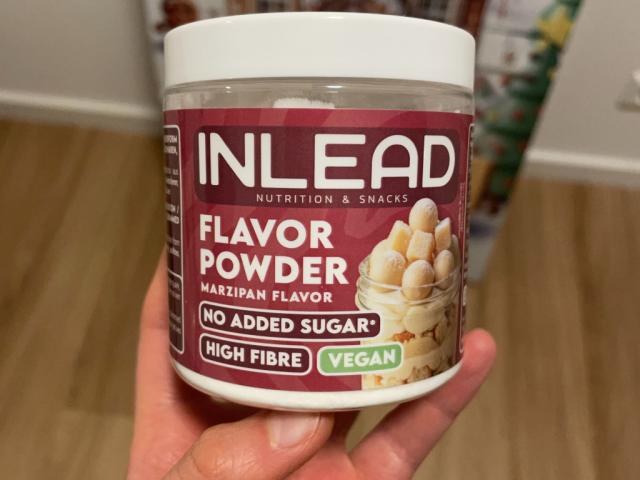 INLEAD
NUTRITION & SNACKS
FLAVOR
POWDER
MARZIPAN FLAVOR
NO ADDED SUGAR*
HIGH FIBRE
VEGAN